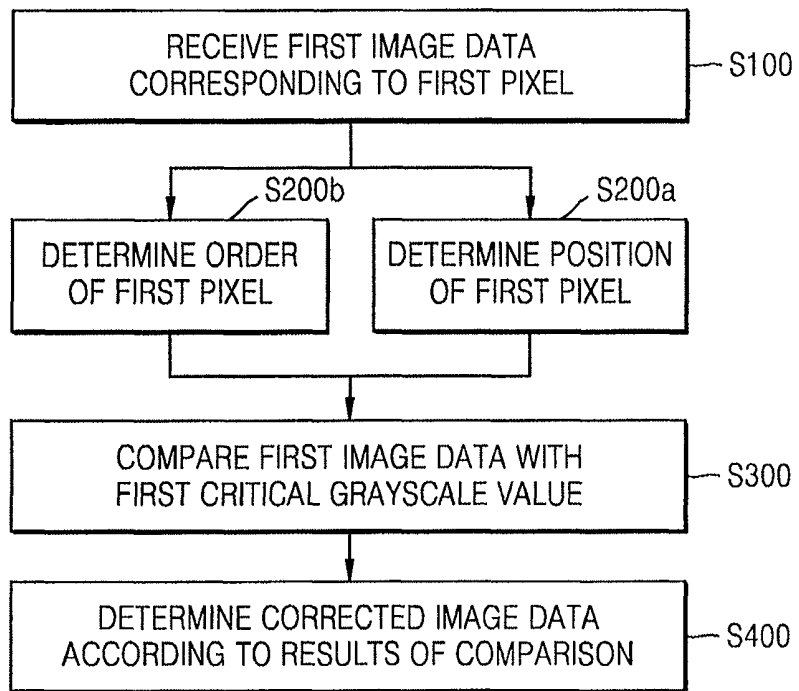 RECEIVE FIRST IMAGE DATA
CORRESPONDING TO FIRST PIXEL
S100
S200b
S200a
DETERMINE ORDER
OF FIRST PIXEL
DETERMINE POSITION
OF FIRST PIXEL
COMPARE FIRST IMAGE DATA WITH
FIRST CRITICAL GRAYSCALE VALUE
S300
DETERMINE CORRECTED IMAGE DATA
ACCORDING TO RESULTS OF COMPARISON
S400